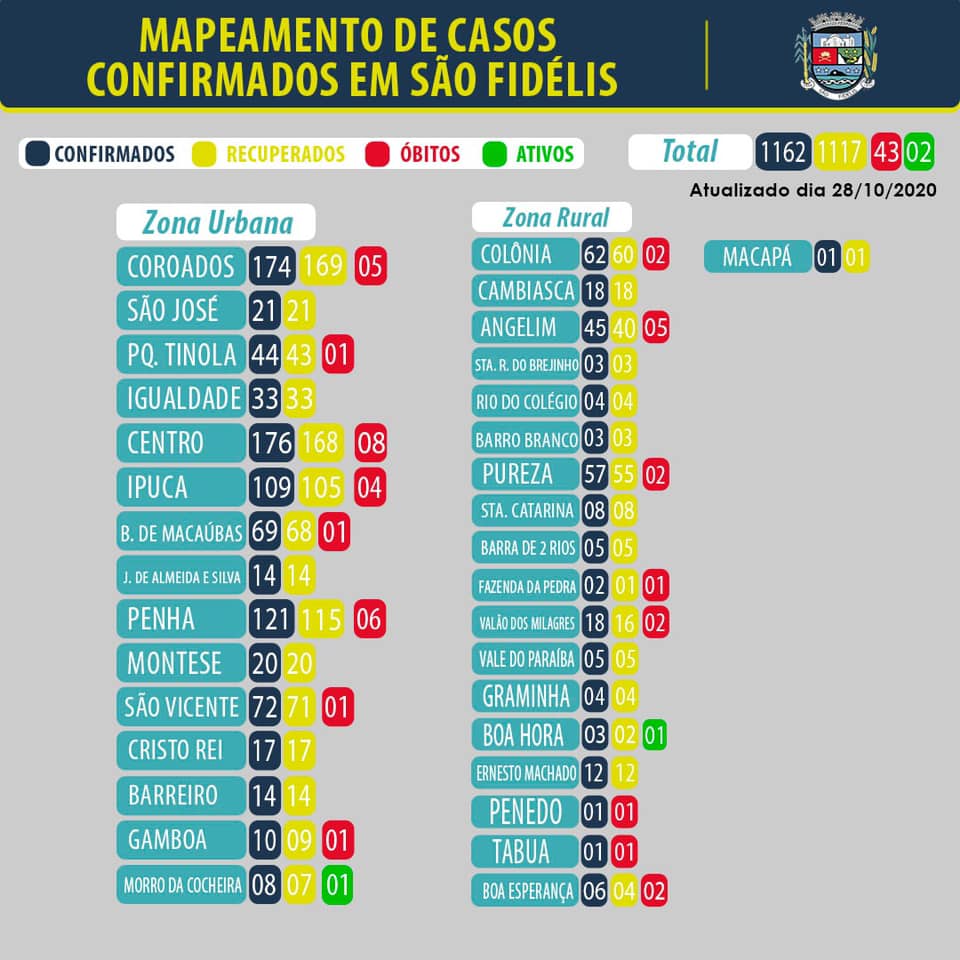 MAPEAMENTO DE CASOS
CONFIRMADOS EM SÃO FIDÉLIS
CONFIRMADOS RECUPERADOS ÓBITOS ATIVOS
Total 1162 1117 43 02
Atualizado dia 28/10/2020
Zona Urbana
COROADOS 174 169 05
SÃO JOSÉ 21 21
PQ. TINOLA 44 43 01
IGUALDADE 33 33
CENTRO 176 168 08
IPUCA 109 105 04
B. DE MACAÚBAS 69 68 01
J. DE ALMEIDA E SILVA 14 14
PENHA 121 115 06
MONTESE 20 20
SÃO VICENTE 72 71 01
CRISTO REI 17 17
BARREIRO 14 14
GAMBOA 10 09 01
MORRO DA COCHEIRA 08 07 01
Zona Rural
COLÔNIA 62 60 02
CAMBIASCA 18 18
ANGELIM 45 40 05
STA. R. DO BREJINHO 03 03
RIO DO COLÉGIO 04 04
BARRO BRANCO 03 03
PUREZA 57 55 02
STA. CATARINA 08 08
BARRA DE 2 RIOS 05 05
FAZENDA DA PEDRA 02 01 01
VALÃO DOS MILAGRES 18 16 02
VALE DO PARAÍBA 05 05
GRAMINHA 04 04
BOA HORA 03 02 01
ERNESTO MACHADO 12 12
PENEDO 01 01
TABUA 01 01
BOA ESPERANÇA 06 04 02
MACAPÁ 01 01